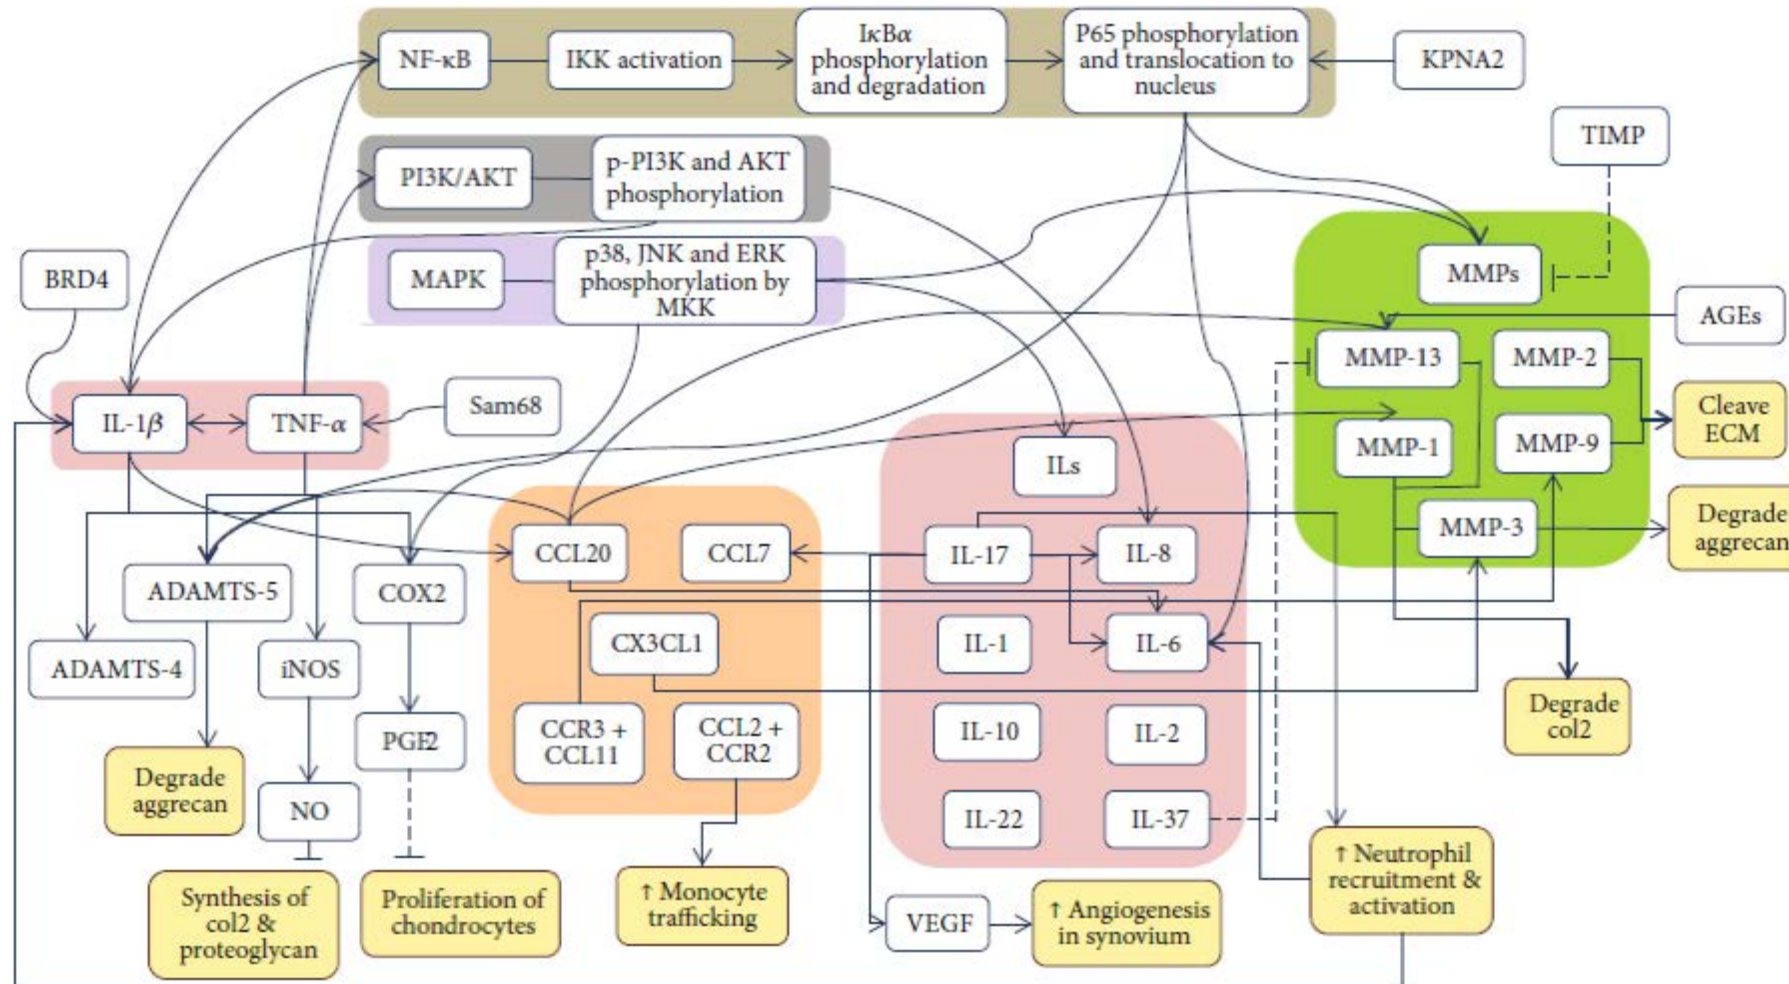 NF-κB
IKK activation
IκBα
phosphorylation
and degradation
P65 phosphorylation
and translocation to
nucleus
KPNA2
TIMP
PI3K/AKT
p-PI3K and AKT
phosphorylation
BRD4
MAPK
p38, JNK and ERK
phosphorylation by
MKK
MMPs
AGEs
MMP-13
MMP-2
IL-1β
TNF-α
Sam68
Cleave
ECM
MMP-1
MMP-9
ILs
MMP-3
Degrade
aggrecan
CCL20
CCL7
IL-17
IL-8
ADAMTS-5
COX2
ADAMTS-4
iNOS
CX3CL1
IL-1
IL-6
Degrade
col2
PGE2
CCR3 +
CCL11
CCL2 +
CCR2
IL-10
IL-2
Degrade
aggrecan
NO
IL-22
IL-37
Synthesis of
col2 &
proteoglycan
Proliferation of
chondrocytes
↑ Monocyte
trafficking
VEGF
↑ Angiogenesis
in synovium
↑ Neutrophil
recruitment &
activation